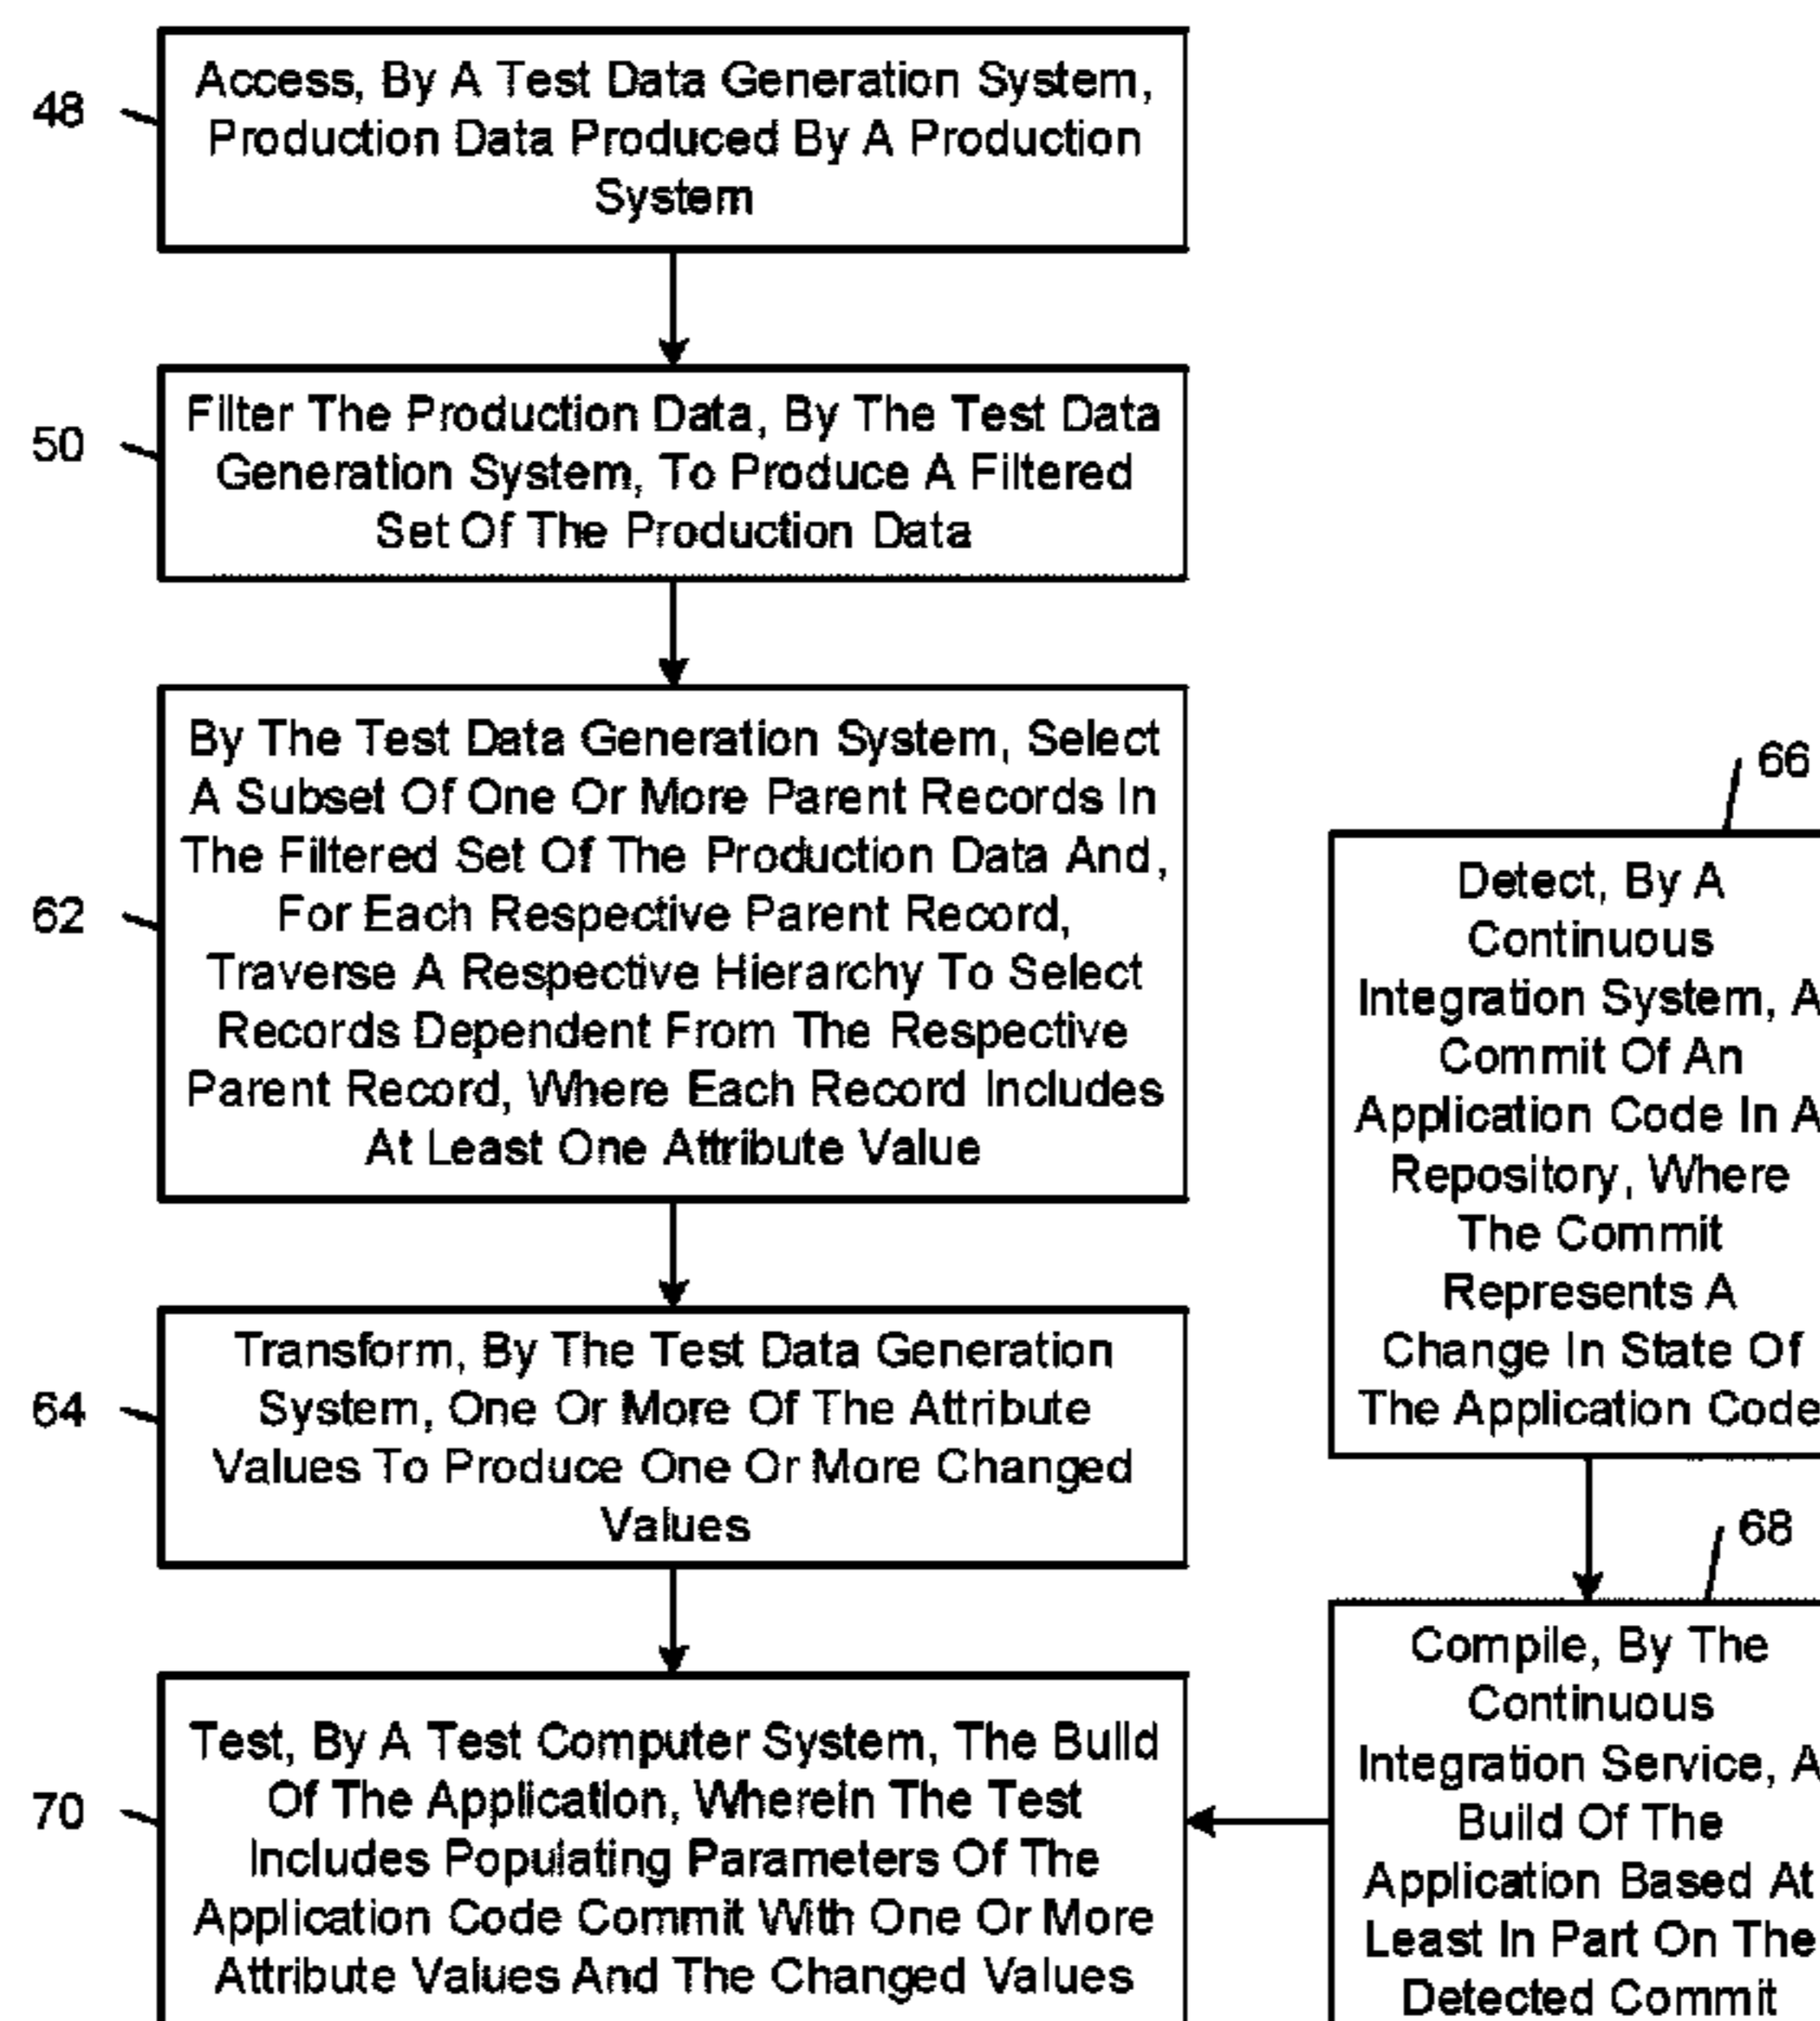 48
Access, By A Test Data Generation System,
Production Data Produced By A Production
System
50
Filter The Production Data, By The Test Data
Generation System, To Produce A Filtered
Set Of The Production Data
62
By The Test Data Generation System, Select
A Subset Of One Or More Parent Records In
The Filtered Set Of The Production Data And,
For Each Respective Parent Record,
Traverse A Respective Hierarchy To Select
Records Dependent From The Respective
Parent Record, Where Each Record Includes
At Least One Attribute Value
64
Transform, By The Test Data Generation
System, One Or More Of The Attribute
Values To Produce One Or More Changed
Values
66
Detect, By A
Continuous
Integration System, A
Commit Of An
Application Code In A
Repository, Where
The Commit
Represents A
Change In State Of
The Application Code
68
Compile, By The
Continuous
Integration Service, A
Build Of The
Application Based At
Least In Part On The
Detected Commit
70
Test, By A Test Computer System, The Build
Of The Application, Wherein The Test
Includes Populating Parameters Of The
Application Code Commit With One Or More
Attribute Values And The Changed Values